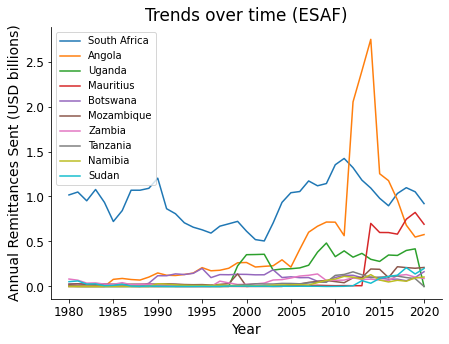 Trends over time (ESAF)
Annual Remittances Sent (USD billions)
South Africa
Angola
Uganda
Mauritius
Botswana
Mozambique
Zambia
Tanzania
Namibia
Sudan
2.5
2.0
1.5
1.0
0.5
0.0
1980 1985 1990 1995 2000 2005 2010 2015 2020
Year